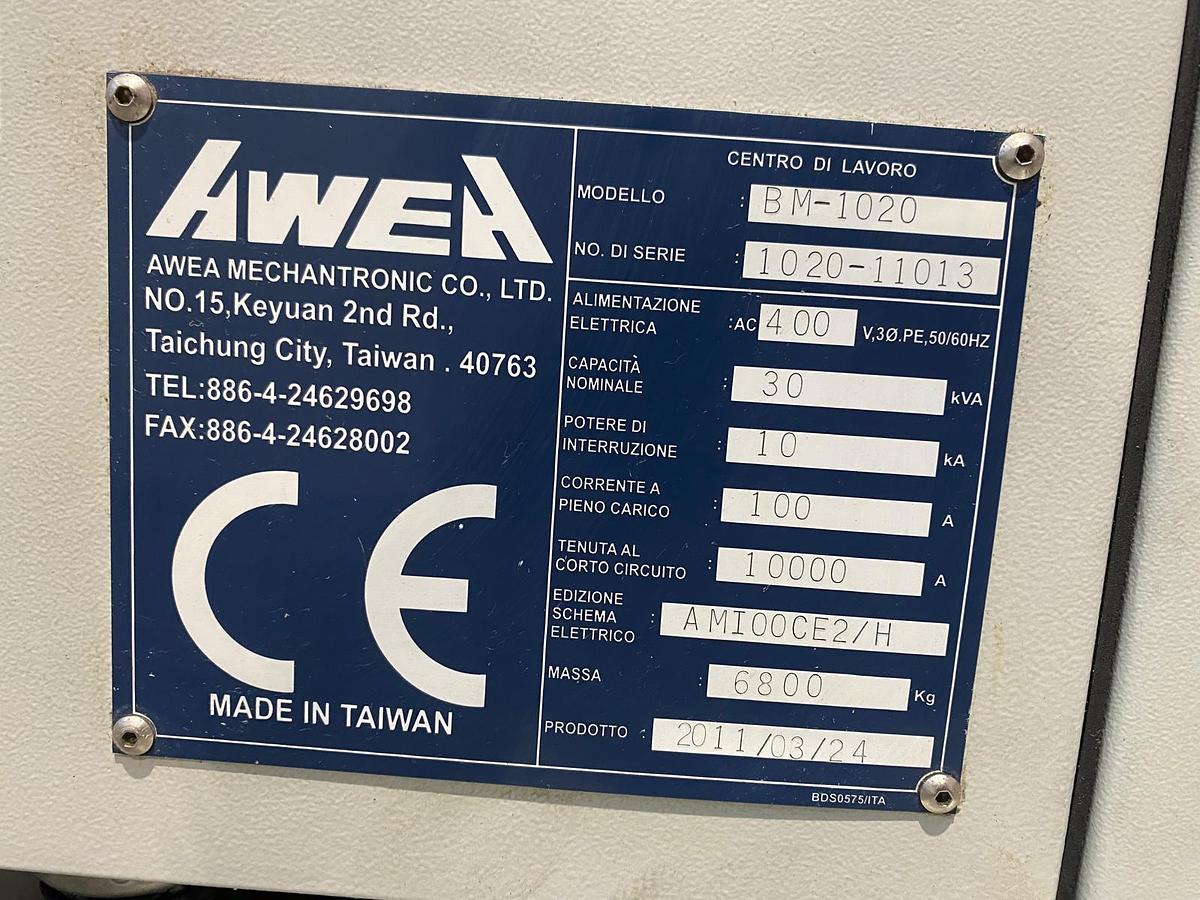 AWEA
AWEA MECHANTRONIC CO., LTD.
NO.15,Keyuan 2nd Rd.,
Taichung City, Taiwan . 40763
TEL:886-4-24629698
FAX:886-4-24628002
CE
MADE IN TAIWAN
CENTRO DI LAVORO
MODELLO : BM-1020
NO. DI SERIE : 1020-11013
ALIMENTAZIONE
ELETTRICA :AC 400 V,3Ø.PE,50/60HZ
CAPACITÀ
NOMINALE : 30 kVA
POTERE DI
INTERRUZIONE : 10 kA
CORRENTE A
PIENO CARICO : 100 A
TENUTA AL
CORTO CIRCUITO : 10000 A
EDIZIONE
SCHEMA : AMI00CE2/H
ELETTRICO
MASSA : 6800 Kg
PRODOTTO : 2011/03/24
BDS0575/ITA